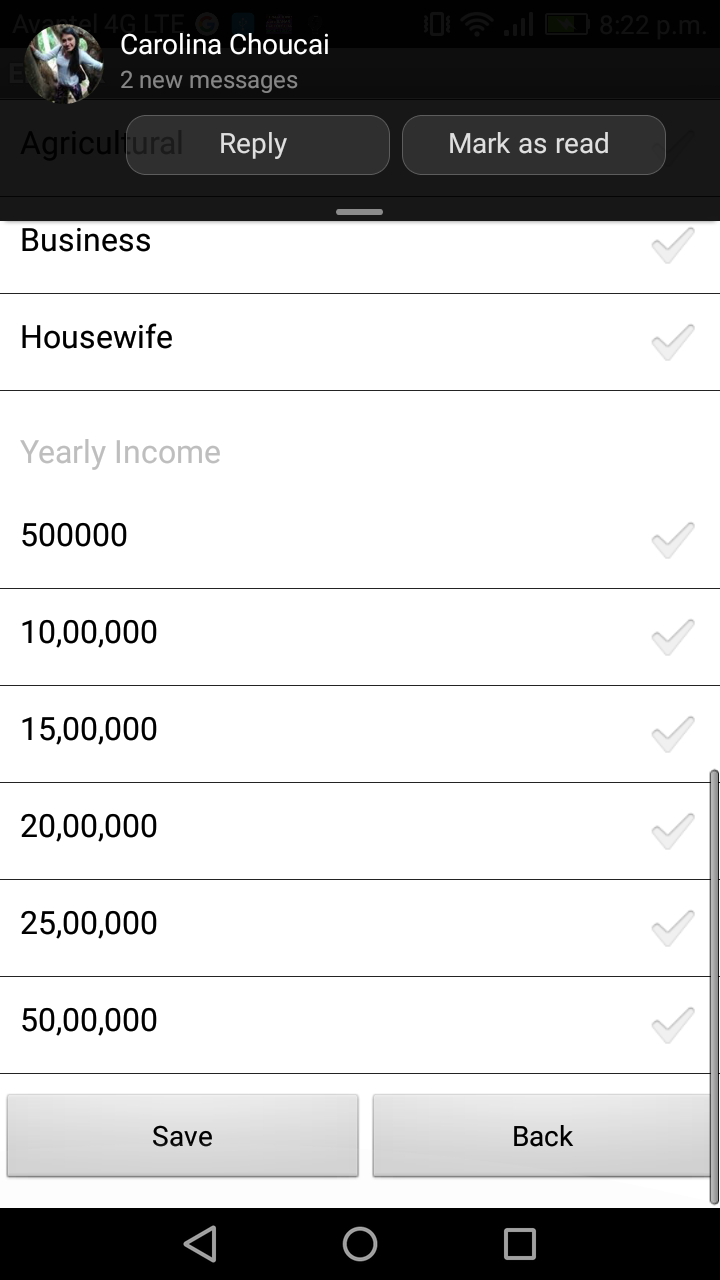 Avantel 4G LTE 8:22 p.m.
Carolina Choucai
2 new messages
Agricultural
Reply Mark as read
Business
Housewife
Yearly Income
500000
10,00,000
15,00,000
20,00,000
25,00,000
50,00,000
Save Back